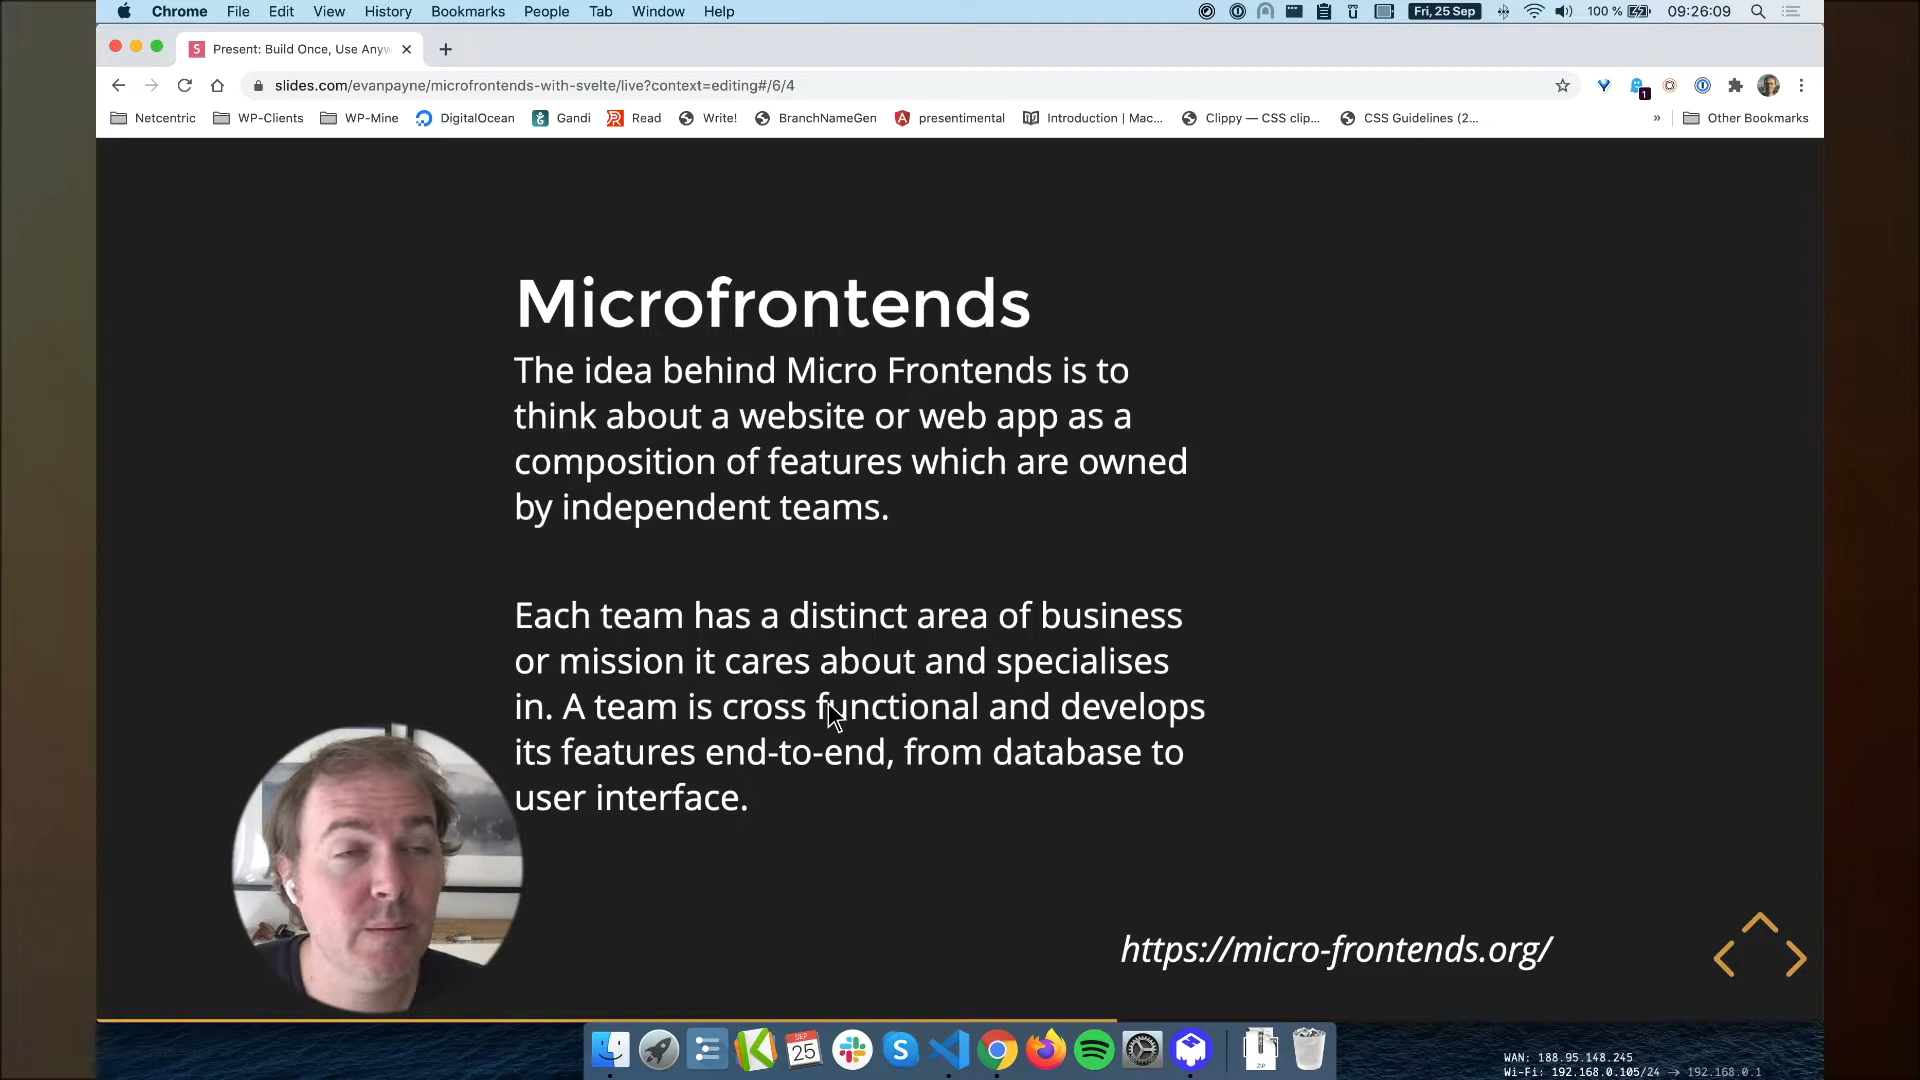 Chrome File Edit View History Bookmarks People Tab Window Help
Fri, 25 Sep 100 % 09:26:09
S Present: Build Once, Use Anyw
slides.com/evanpayne/microfrontends-with-svelte/live?context=editing#/6/4
1
Netcentric WP-Clients WP-Mine DigitalOcean Gandi Read Write! BranchNameGen presentimental Introduction | Mac... Clippy — CSS clip... CSS Guidelines (2... » Other Bookmarks
Microfrontends
The idea behind Micro Frontends is to
think about a website or web app as a
composition of features which are owned
by independent teams.
Each team has a distinct area of business
or mission it cares about and specialises
in. A team is cross functional and develops
its features end-to-end, from database to
user interface.
https://micro-frontends.org/
SEP
25
ZIP
WAN: 188.95.148.245
Wi-Fi: 192.168.0.105/24 → 192.168.0.1